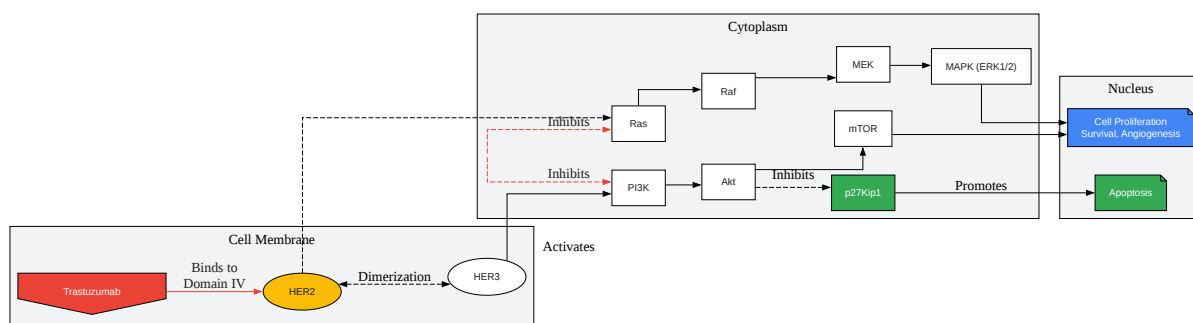 Cytoplasm
MEK
MAPK (ERK1/2)
Raf
Nucleus
Inhibits
Ras
mTOR
Cell Proliferation
Survival, Angiogenesis
Inhibits
PI3K
Akt
Inhibits
p27Kip1
Promotes
Apoptosis
Cell Membrane
Activates
Trastuzumab
Binds to
Domain IV
HER2
Dimerization
HER3